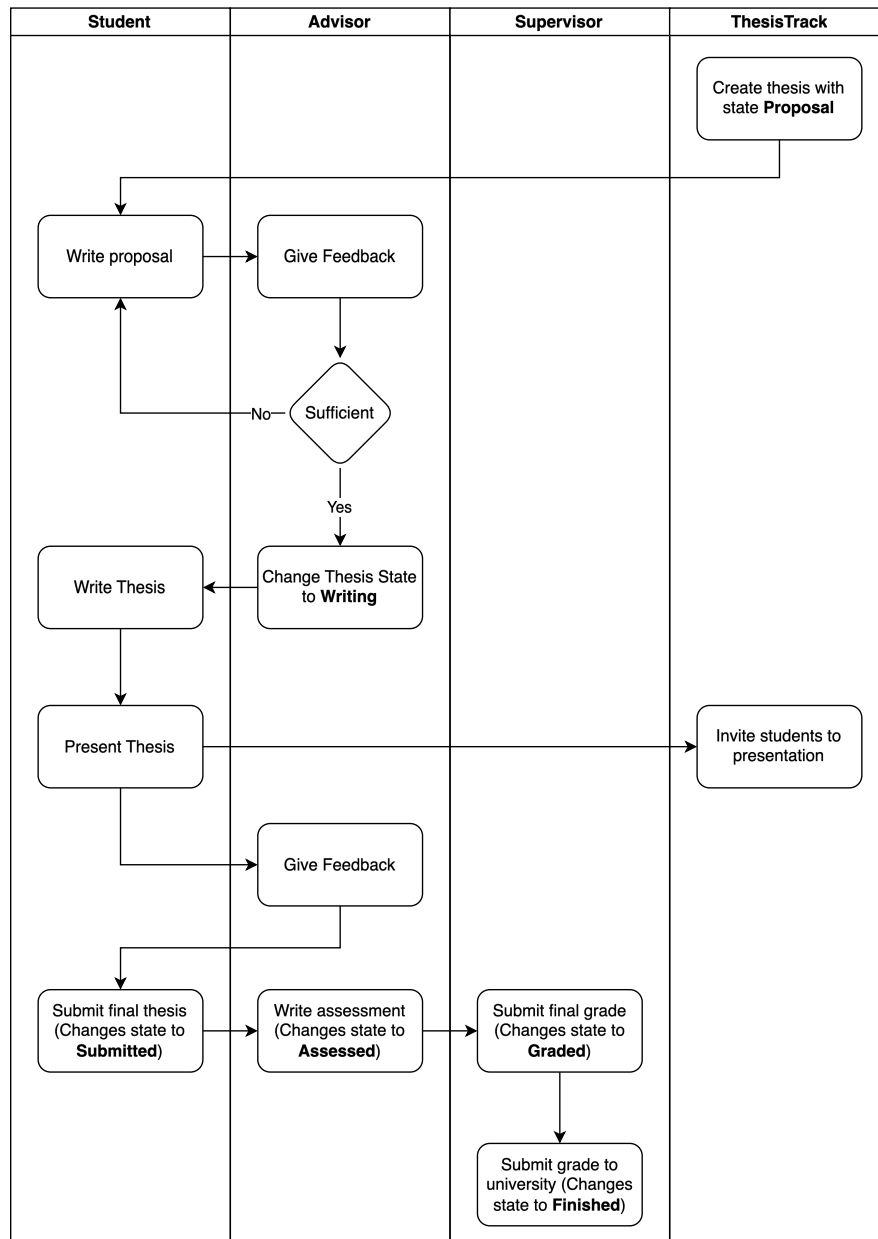 Student
Advisor
Supervisor
ThesisTrack
Create thesis with
state Proposal
Write proposal
Give Feedback
Sufficient
No
Yes
Write Thesis
Change Thesis State
to Writing
Present Thesis
Invite students to
presentation
Give Feedback
Submit final thesis
(Changes state to
Submitted)
Write assessment
(Changes state to
Assessed)
Submit final grade
(Changes state to
Graded)
Submit grade to
university (Changes
state to Finished)